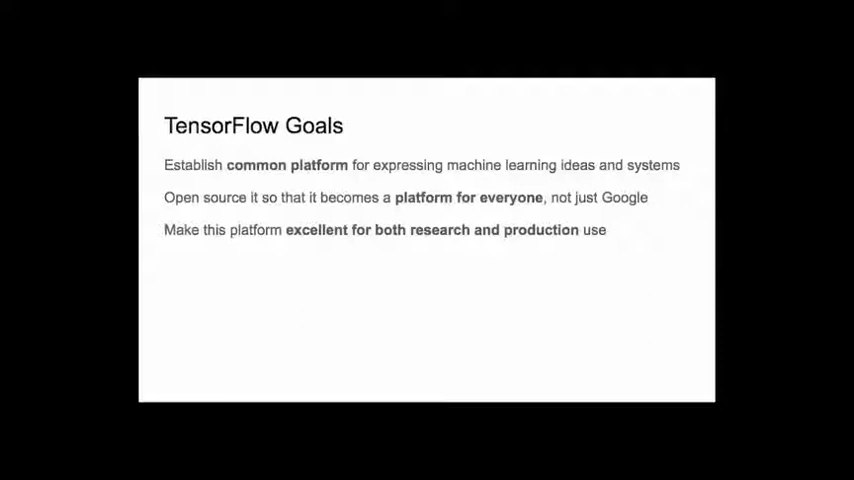 TensorFlow Goals
Establish common platform for expressing machine learning ideas and systems
Open source it so that it becomes a platform for everyone, not just Google
Make this platform excellent for both research and production use